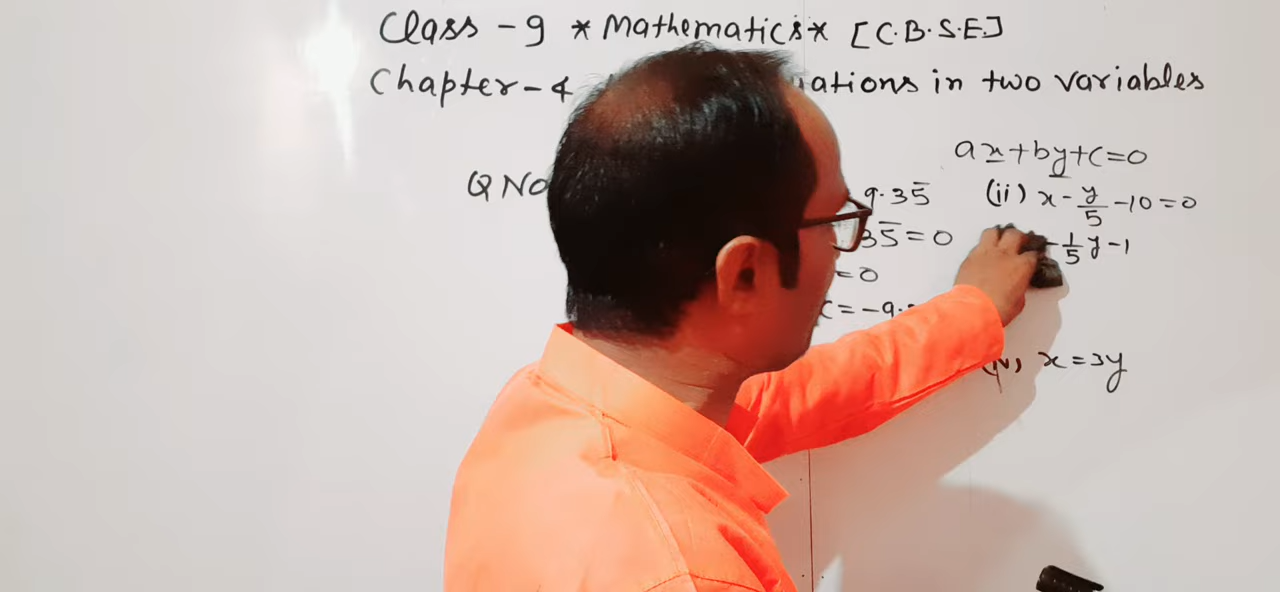 Class - 9 * Mathematics * [C.B.S.E.]
Chapter - 4 in two variables
ax+by+c=0
Q No
9.35̅
(ii) x - y/5 - 10 = 0
35̅ = 0
- 1/5 y - 1
= 0
c = -9.
(iv) x = 3y